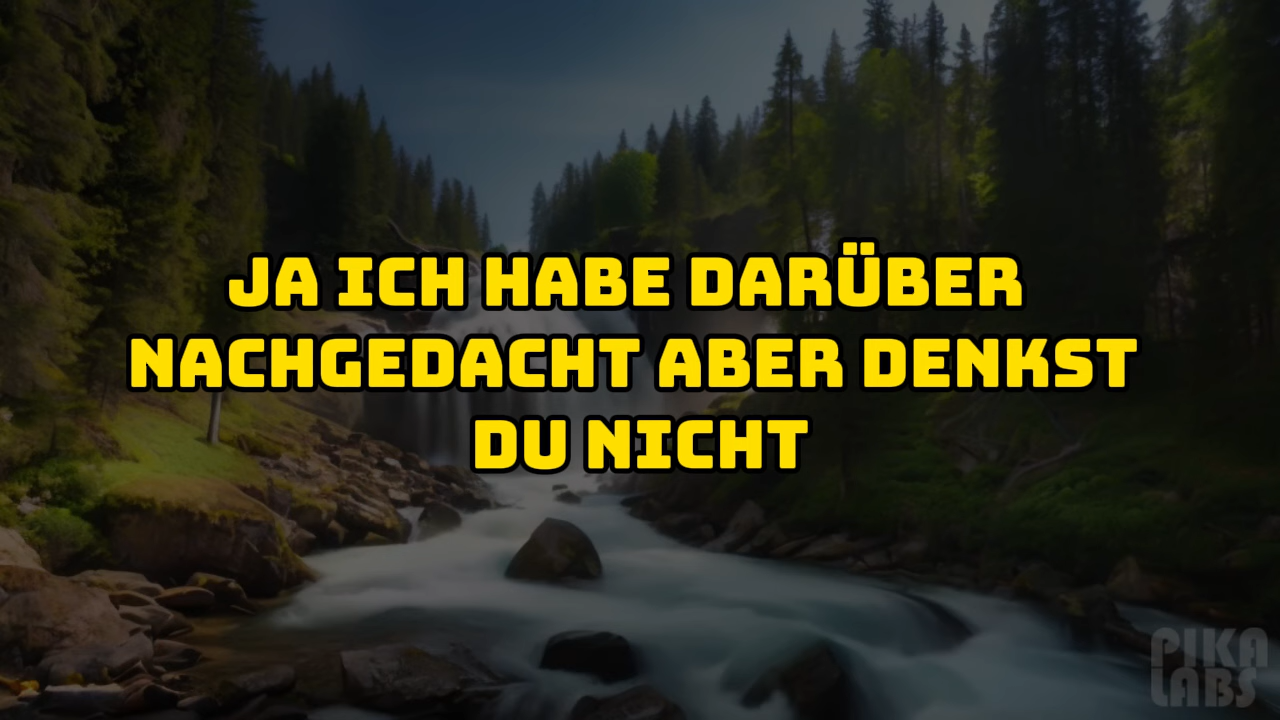 JA ICH HABE DARÜBER
NACHGEDACHT ABER DENKST
DU NICHT
PIKA
LABS